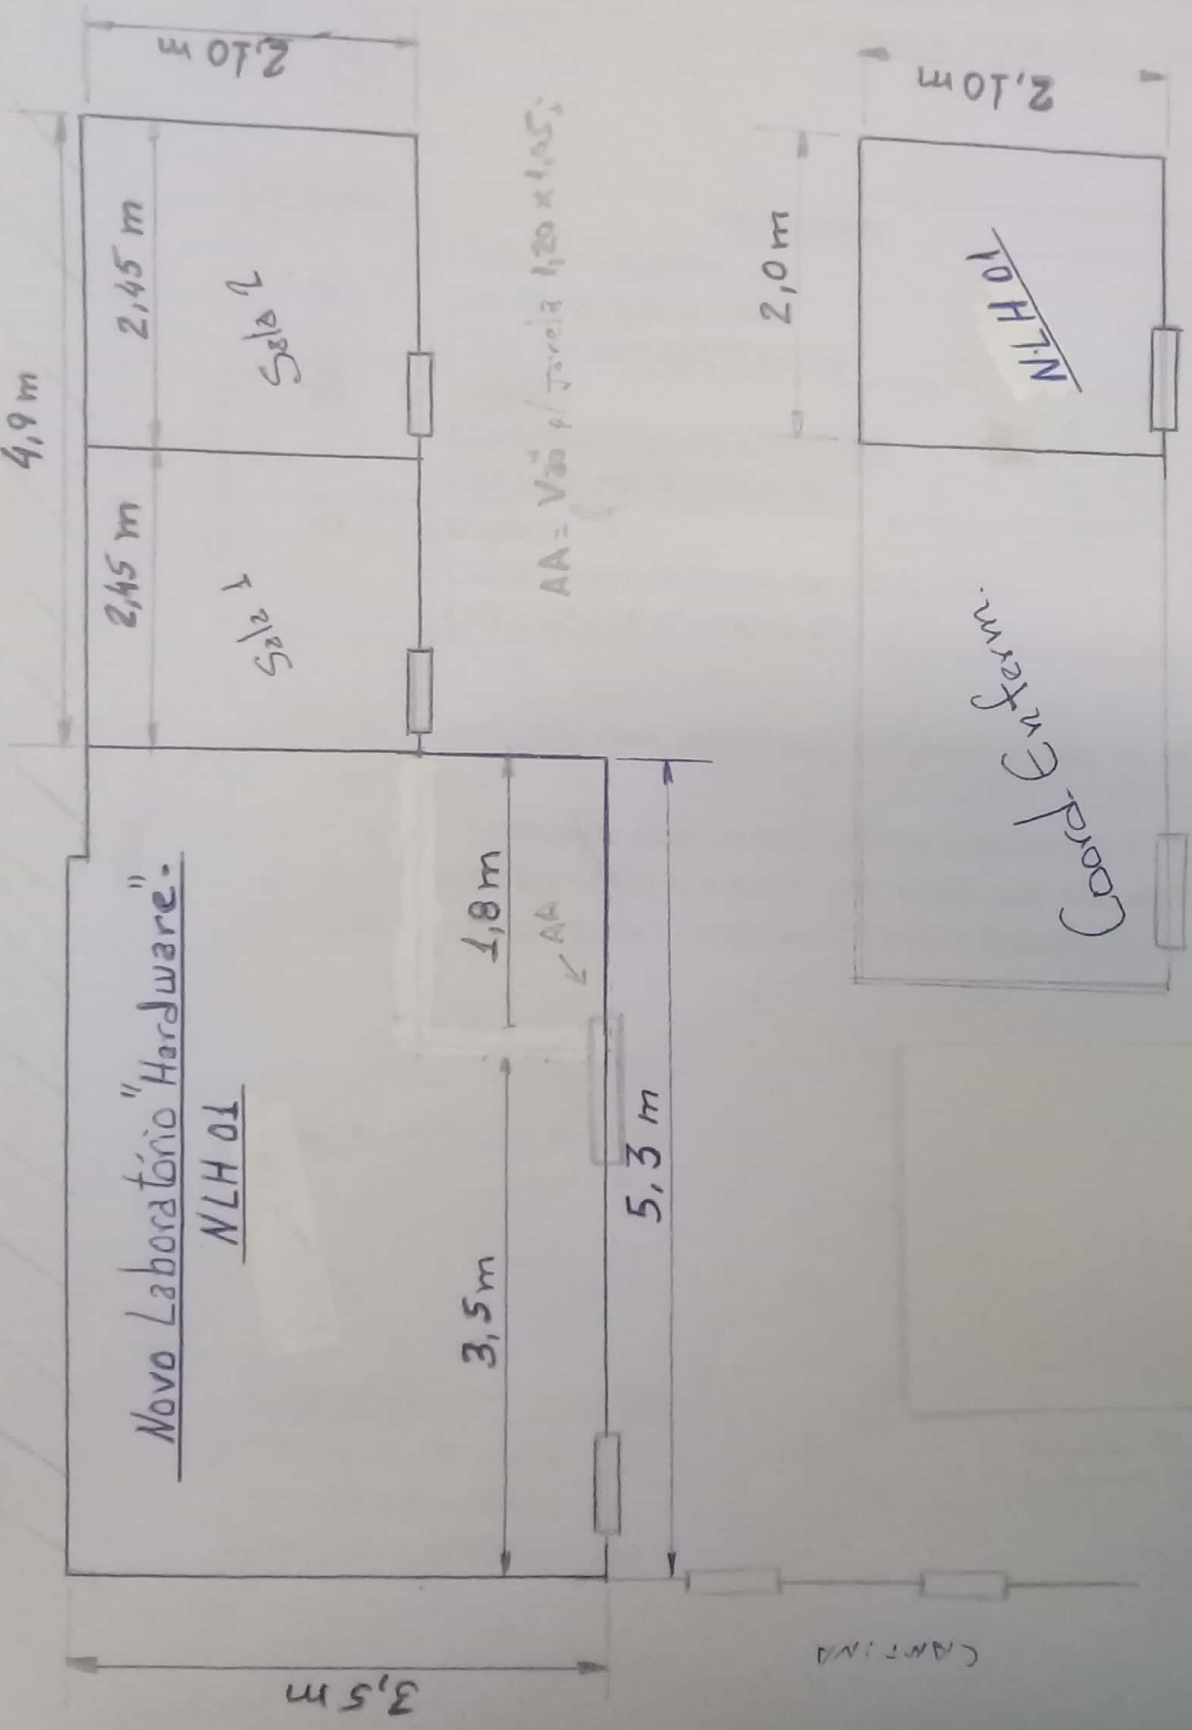 Novo Laboratório "Hardware".
NLH 01
3,5 m
3,5 m
1,8 m
5,3 m
AA
4,9 m
2,45 m
2,45 m
2,10 m
Sala 1
Sala 2
AA = Vão p/ Janela 1,20 x 1,05;
CANTINA
Coord. Enferm.
N.L H 01
2,0 m
2,10 m